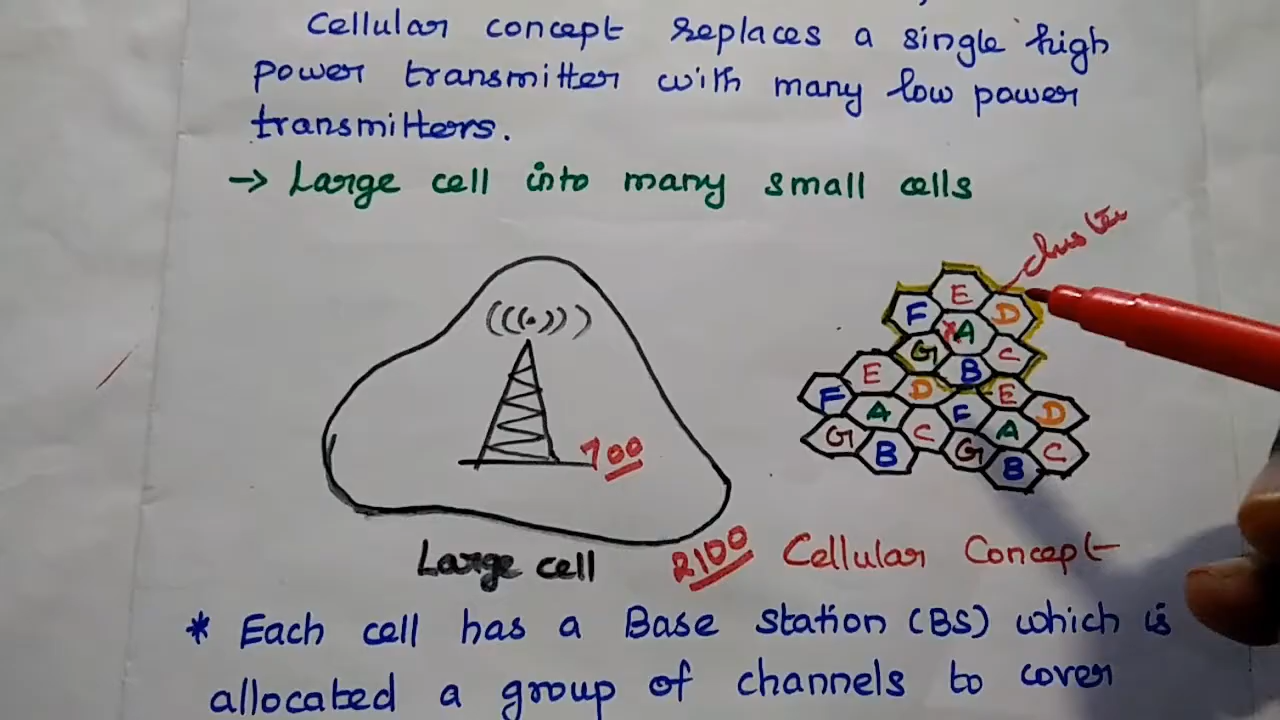 Cellular concept replaces a single high
power transmitter with many low power
transmitters.
→ Large cell into many small cells
cluster
E
F D
A
G C
B
E D E
F A F A D
G C G C
B B
700
2100
Large cell
Cellular Concept
* Each cell has a Base station (BS) which is
allocated a group of channels to cover